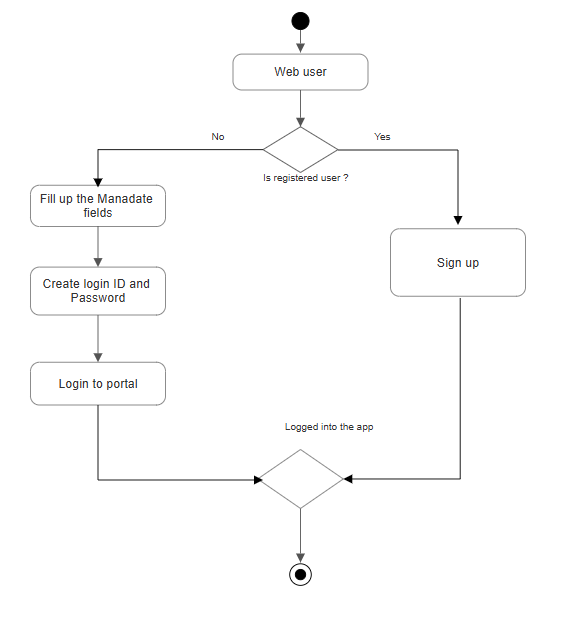 Web user
No
Yes
Is registered user ?
Fill up the Manadate
fields
Sign up
Create login ID and
Password
Login to portal
Logged into the app